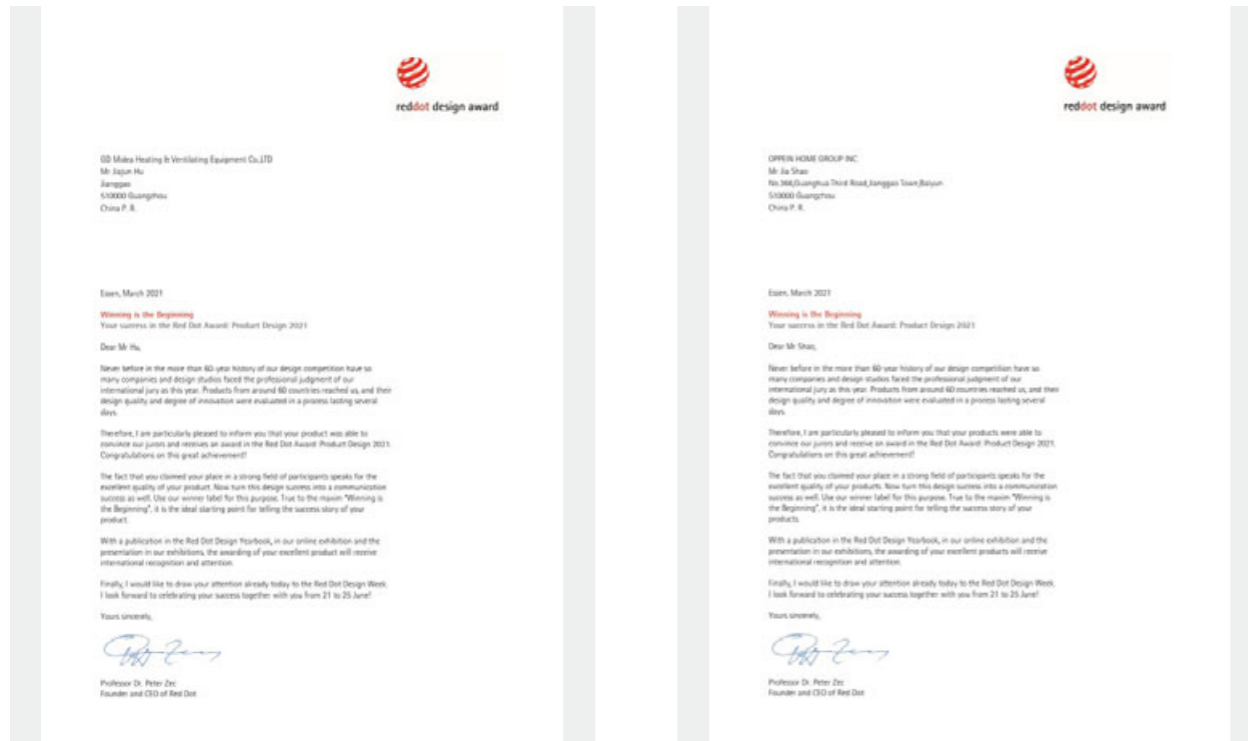 reddot design award
GD Midea Heating & Ventilating Equipment Co.,LTD
Mr Jiajun Hu
Jianggao
510000 Guangzhou
China P. R.
Essen, March 2021
Winning is the Beginning
Your success in the Red Dot Award: Product Design 2021
Dear Mr Hu,
Never before in the more than 60-year history of our design competition have so
many companies and design studios faced the professional judgment of our
international jury as this year. Products from around 60 countries reached us, and their
design quality and degree of innovation were evaluated in a process lasting several
days.
Therefore, I am particularly pleased to inform you that your product was able to
convince our jurors and receives an award in the Red Dot Award: Product Design 2021.
Congratulations on this great achievement!
The fact that you claimed your place in a strong field of participants speaks for the
excellent quality of your product. Now turn this design success into a communication
success as well. Use our winner label for this purpose. True to the maxim "Winning is
the Beginning", it is the ideal starting point for telling the success story of your
product.
With a publication in the Red Dot Design Yearbook, in our online exhibition and the
presentation in our exhibitions, the awarding of your excellent product will receive
international recognition and attention.
Finally, I would like to draw your attention already today to the Red Dot Design Week.
I look forward to celebrating your success together with you from 21 to 25 June!
Yours sincerely,
Professor Dr. Peter Zec
Founder and CEO of Red Dot
reddot design award
OPPEIN HOME GROUP INC.
Mr Jia Shao
No.366,Guanghua Third Road,Jianggao Town,Baiyun
510000 Guangzhou
China P. R.
Essen, March 2021
Winning is the Beginning
Your success in the Red Dot Award: Product Design 2021
Dear Mr Shao,
Never before in the more than 60-year history of our design competition have so
many companies and design studios faced the professional judgment of our
international jury as this year. Products from around 60 countries reached us, and their
design quality and degree of innovation were evaluated in a process lasting several
days.
Therefore, I am particularly pleased to inform you that your products were able to
convince our jurors and receive an award in the Red Dot Award: Product Design 2021.
Congratulations on this great achievement!
The fact that you claimed your place in a strong field of participants speaks for the
excellent quality of your products. Now turn this design success into a communication
success as well. Use our winner label for this purpose. True to the maxim "Winning is
the Beginning", it is the ideal starting point for telling the success story of your
products.
With a publication in the Red Dot Design Yearbook, in our online exhibition and the
presentation in our exhibitions, the awarding of your excellent products will receive
international recognition and attention.
Finally, I would like to draw your attention already today to the Red Dot Design Week.
I look forward to celebrating your success together with you from 21 to 25 June!
Yours sincerely,
Professor Dr. Peter Zec
Founder and CEO of Red Dot